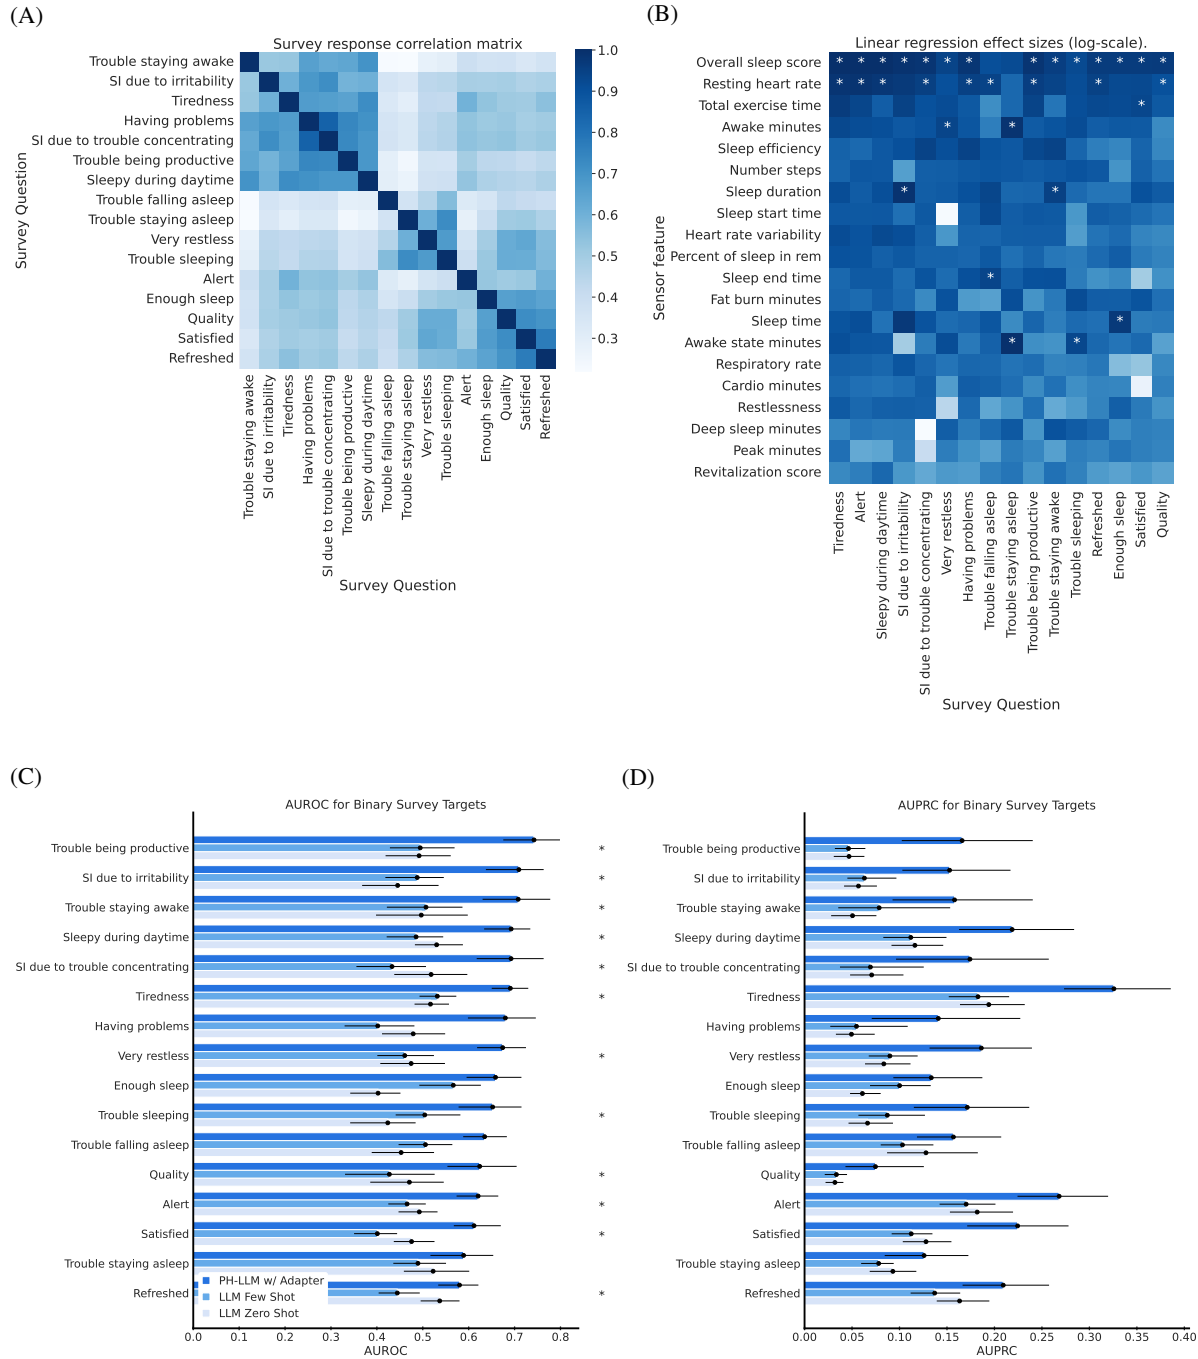 (A)
Survey response correlation matrix
Survey Question
Trouble staying awake
SI due to irritability
Tiredness
Having problems
SI due to trouble concentrating
Trouble being productive
Sleepy during daytime
Trouble falling asleep
Trouble staying asleep
Very restless
Trouble sleeping
Alert
Enough sleep
Quality
Satisfied
Refreshed
Trouble staying awake
SI due to irritability
Tiredness
Having problems
SI due to trouble concentrating
Trouble being productive
Sleepy during daytime
Trouble falling asleep
Trouble staying asleep
Very restless
Trouble sleeping
Alert
Enough sleep
Quality
Satisfied
Refreshed
Survey Question
1.0
0.9
0.8
0.7
0.6
0.5
0.4
0.3
(B)
Linear regression effect sizes (log-scale).
Sensor feature
Overall sleep score * * * * * * * * * * * * * *
Resting heart rate * * * * * * * * * *
Total exercise time *
Awake minutes * *
Sleep efficiency
Number steps
Sleep duration * *
Sleep start time
Heart rate variability
Percent of sleep in rem
Sleep end time *
Fat burn minutes
Sleep time *
Awake state minutes * *
Respiratory rate
Cardio minutes
Restlessness
Deep sleep minutes
Peak minutes
Revitalization score
Tiredness
Alert
Sleepy during daytime
SI due to irritability
SI due to trouble concentrating
Very restless
Having problems
Trouble falling asleep
Trouble staying asleep
Trouble being productive
Trouble staying awake
Trouble sleeping
Refreshed
Enough sleep
Satisfied
Quality
Survey Question
(C)
AUROC for Binary Survey Targets
Trouble being productive *
SI due to irritability *
Trouble staying awake *
Sleepy during daytime *
SI due to trouble concentrating *
Tiredness *
Having problems
Very restless *
Enough sleep
Trouble sleeping *
Trouble falling asleep
Quality *
Alert *
Satisfied *
Trouble staying asleep
Refreshed *
PH-LLM w/ Adapter
LLM Few Shot
LLM Zero Shot
0.0 0.1 0.2 0.3 0.4 0.5 0.6 0.7 0.8
AUROC
(D)
AUPRC for Binary Survey Targets
Trouble being productive
SI due to irritability
Trouble staying awake
Sleepy during daytime
SI due to trouble concentrating
Tiredness
Having problems
Very restless
Enough sleep
Trouble sleeping
Trouble falling asleep
Quality
Alert
Satisfied
Trouble staying asleep
Refreshed
0.00 0.05 0.10 0.15 0.20 0.25 0.30 0.35 0.40
AUPRC